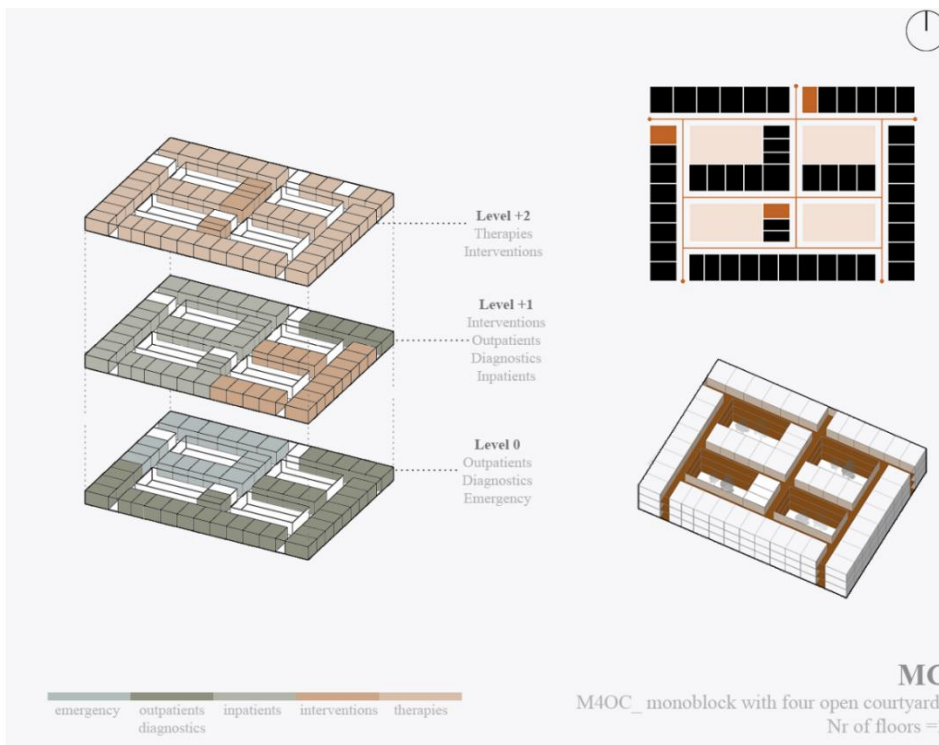 Level +2
Therapies
Interventions
Level +1
Interventions
Outpatients
Diagnostics
Inpatients
Level 0
Outpatients
Diagnostics
Emergency
emergency outpatients inpatients interventions therapies
diagnostics
M4OC_ monoblock with four open courtyard
Nr of floors =